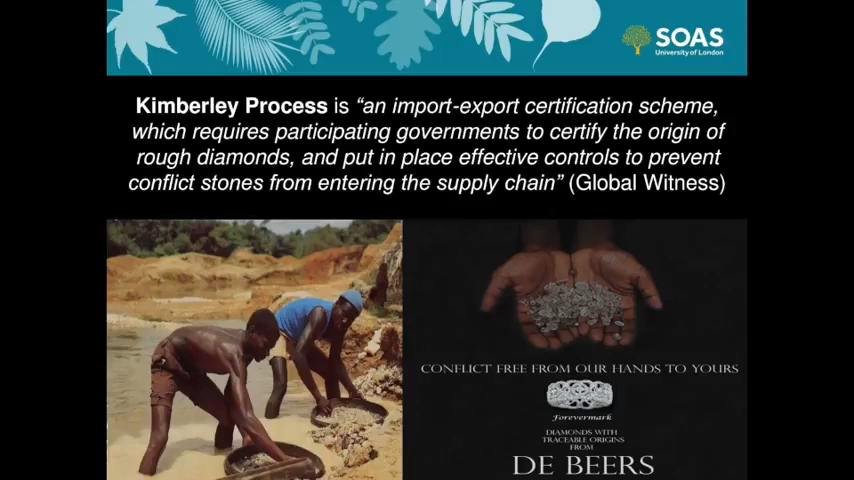 SOAS
University of London
Kimberley Process is “an import-export certification scheme,
which requires participating governments to certify the origin of
rough diamonds, and put in place effective controls to prevent
conflict stones from entering the supply chain” (Global Witness)
CONFLICT FREE FROM OUR HANDS TO YOURS
Forevermark
DIAMONDS WITH
TRACEABLE ORIGINS
FROM
DE BEERS